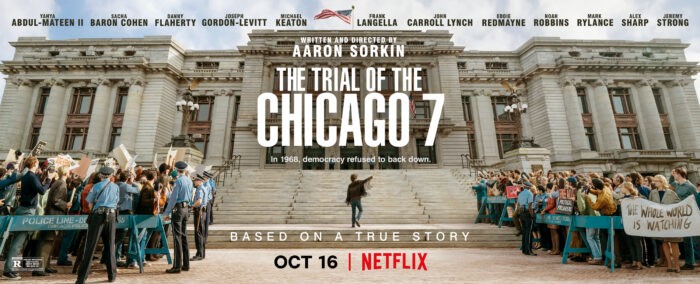 YAHYA ABDUL-MATEEN II
SACHA BARON COHEN
DANNY FLAHERTY
JOSEPH GORDON-LEVITT
MICHAEL KEATON
FRANK LANGELLA
JOHN CARROLL LYNCH
EDDIE REDMAYNE
NOAH ROBBINS
MARK RYLANCE
ALEX SHARP
JEREMY STRONG
WRITTEN AND DIRECTED BY
AARON SORKIN
THE TRIAL OF THE
CHICAGO 7
In 1968, democracy refused to back down.
POLICE LINE
THE WHOLE WORLD
IS WATCHING
BASED ON A TRUE STORY
OCT 16 | NETFLIX
R